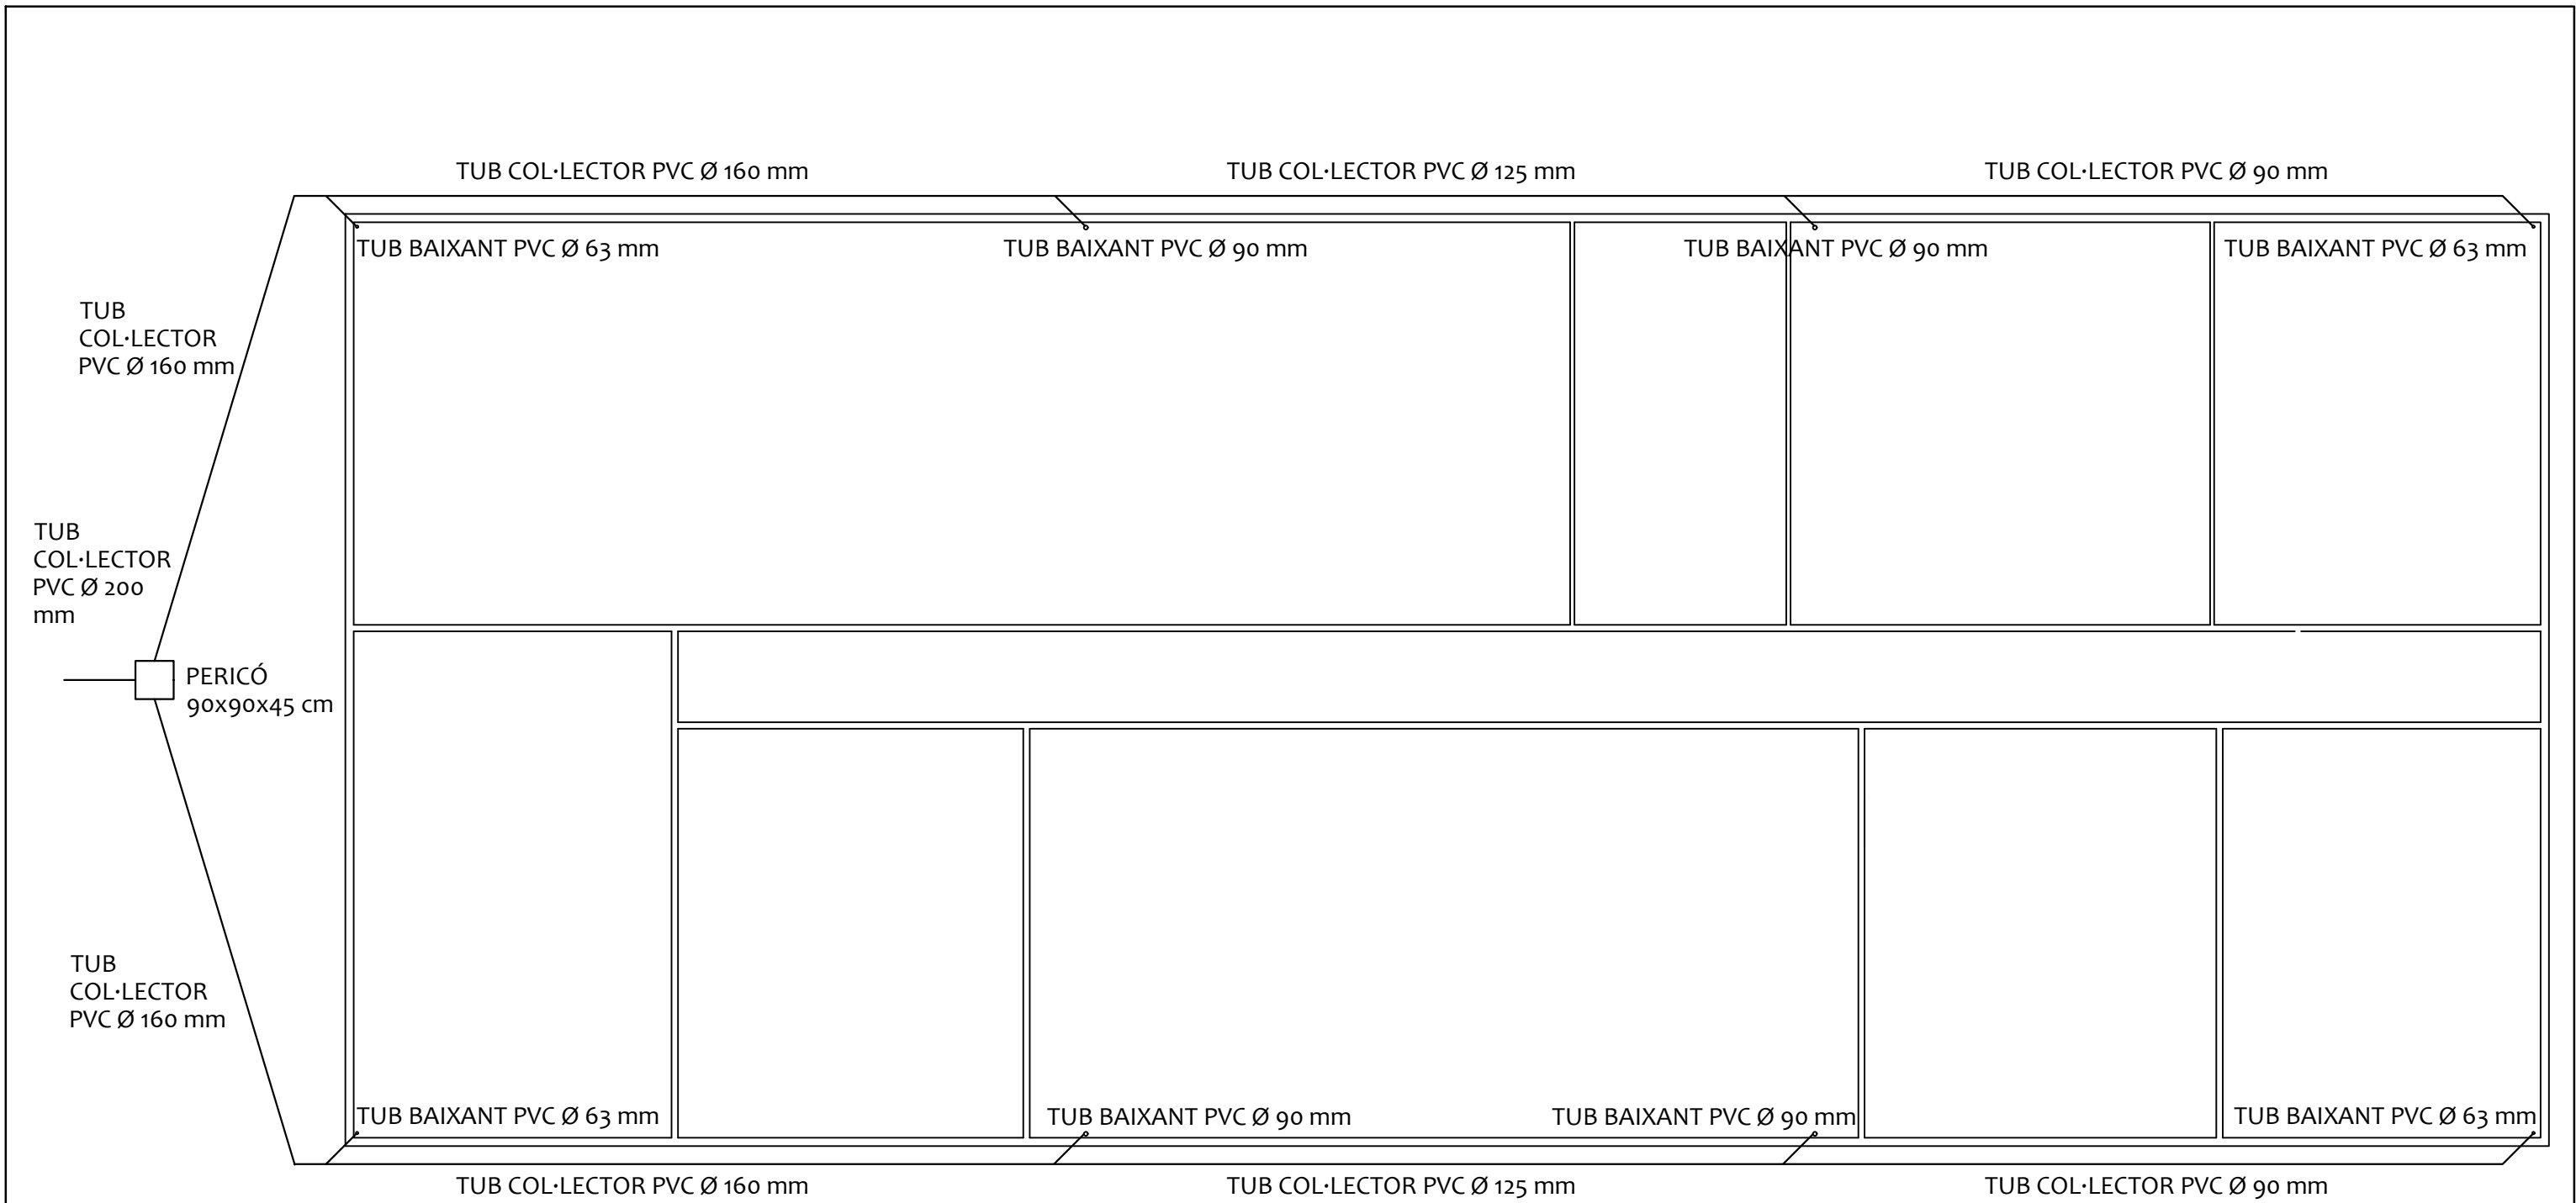 TUB COL·LECTOR PVC Ø 160 mm
TUB COL·LECTOR PVC Ø 125 mm
TUB COL·LECTOR PVC Ø 90 mm
TUB BAIXANT PVC Ø 63 mm
TUB BAIXANT PVC Ø 90 mm
TUB BAIXANT PVC Ø 90 mm
TUB BAIXANT PVC Ø 63 mm
TUB
COL·LECTOR
PVC Ø 160 mm
TUB
COL·LECTOR
PVC Ø 200
mm
PERICÓ
90x90x45 cm
TUB
COL·LECTOR
PVC Ø 160 mm
TUB BAIXANT PVC Ø 63 mm
TUB BAIXANT PVC Ø 90 mm
TUB BAIXANT PVC Ø 90 mm
TUB BAIXANT PVC Ø 63 mm
TUB COL·LECTOR PVC Ø 160 mm
TUB COL·LECTOR PVC Ø 125 mm
TUB COL·LECTOR PVC Ø 90 mm